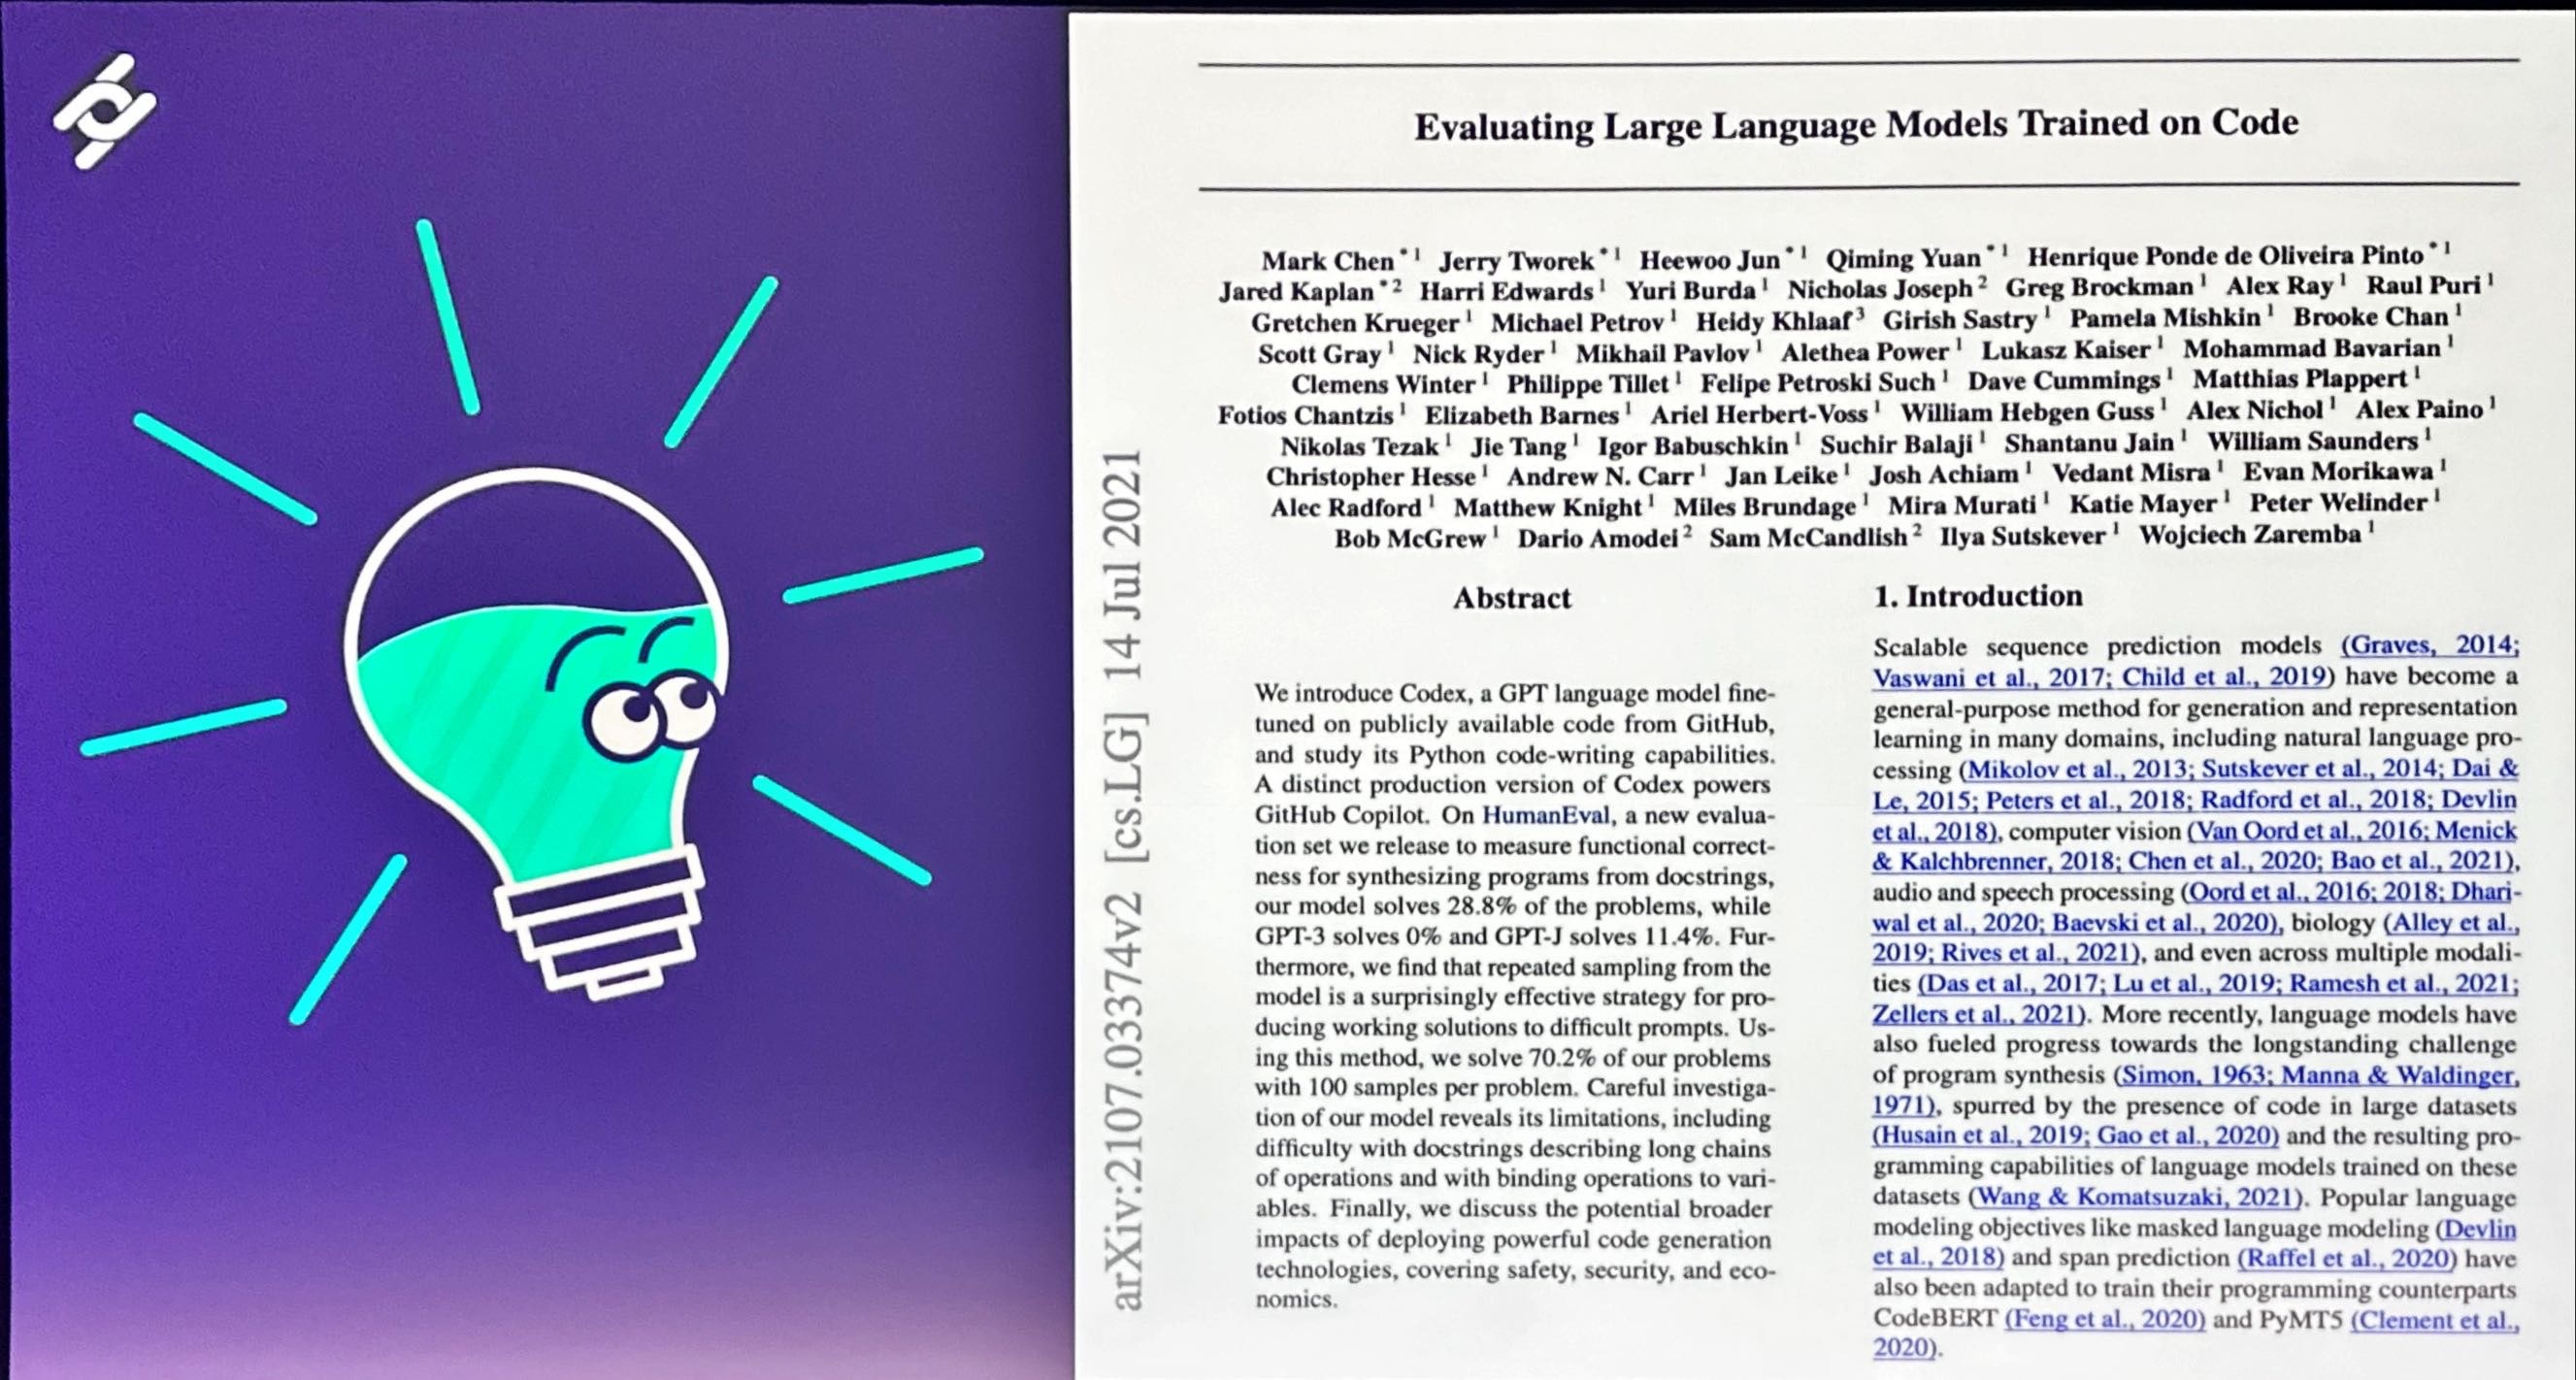 Evaluating Large Language Models Trained on Code
Mark Chen *1 Jerry Tworek *1 Heewoo Jun *1 Qiming Yuan *1 Henrique Ponde de Oliveira Pinto *1
Jared Kaplan *2 Harri Edwards 1 Yuri Burda 1 Nicholas Joseph 2 Greg Brockman 1 Alex Ray 1 Raul Puri 1
Gretchen Krueger 1 Michael Petrov 1 Heidy Khlaaf 3 Girish Sastry 1 Pamela Mishkin 1 Brooke Chan 1
Scott Gray 1 Nick Ryder 1 Mikhail Pavlov 1 Alethea Power 1 Lukasz Kaiser 1 Mohammad Bavarian 1
Clemens Winter 1 Philippe Tillet 1 Felipe Petroski Such 1 Dave Cummings 1 Matthias Plappert 1
Fotios Chantzis 1 Elizabeth Barnes 1 Ariel Herbert-Voss 1 William Hebgen Guss 1 Alex Nichol 1 Alex Paino 1
Nikolas Tezak 1 Jie Tang 1 Igor Babuschkin 1 Suchir Balaji 1 Shantanu Jain 1 William Saunders 1
Christopher Hesse 1 Andrew N. Carr 1 Jan Leike 1 Josh Achiam 1 Vedant Misra 1 Evan Morikawa 1
Alec Radford 1 Matthew Knight 1 Miles Brundage 1 Mira Murati 1 Katie Mayer 1 Peter Welinder 1
Bob McGrew 1 Dario Amodei 2 Sam McCandlish 2 Ilya Sutskever 1 Wojciech Zaremba 1
arXiv:2107.03374v2 [cs.LG] 14 Jul 2021
Abstract
We introduce Codex, a GPT language model fine-
tuned on publicly available code from GitHub,
and study its Python code-writing capabilities.
A distinct production version of Codex powers
GitHub Copilot. On HumanEval, a new evalua-
tion set we release to measure functional correct-
ness for synthesizing programs from docstrings,
our model solves 28.8% of the problems, while
GPT-3 solves 0% and GPT-J solves 11.4%. Fur-
thermore, we find that repeated sampling from the
model is a surprisingly effective strategy for pro-
ducing working solutions to difficult prompts. Us-
ing this method, we solve 70.2% of our problems
with 100 samples per problem. Careful investiga-
tion of our model reveals its limitations, including
difficulty with docstrings describing long chains
of operations and with binding operations to vari-
ables. Finally, we discuss the potential broader
impacts of deploying powerful code generation
technologies, covering safety, security, and eco-
nomics.
1. Introduction
Scalable sequence prediction models (Graves, 2014;
Vaswani et al., 2017; Child et al., 2019) have become a
general-purpose method for generation and representation
learning in many domains, including natural language pro-
cessing (Mikolov et al., 2013; Sutskever et al., 2014; Dai &
Le, 2015; Peters et al., 2018; Radford et al., 2018; Devlin
et al., 2018), computer vision (Van Oord et al., 2016; Menick
& Kalchbrenner, 2018; Chen et al., 2020; Bao et al., 2021),
audio and speech processing (Oord et al., 2016; 2018; Dhari-
wal et al., 2020; Baevski et al., 2020), biology (Alley et al.,
2019; Rives et al., 2021), and even across multiple modali-
ties (Das et al., 2017; Lu et al., 2019; Ramesh et al., 2021;
Zellers et al., 2021). More recently, language models have
also fueled progress towards the longstanding challenge
of program synthesis (Simon, 1963; Manna & Waldinger,
1971), spurred by the presence of code in large datasets
(Husain et al., 2019; Gao et al., 2020) and the resulting pro-
gramming capabilities of language models trained on these
datasets (Wang & Komatsuzaki, 2021). Popular language
modeling objectives like masked language modeling (Devlin
et al., 2018) and span prediction (Raffel et al., 2020) have
also been adapted to train their programming counterparts
CodeBERT (Feng et al., 2020) and PyMT5 (Clement et al.,
2020).